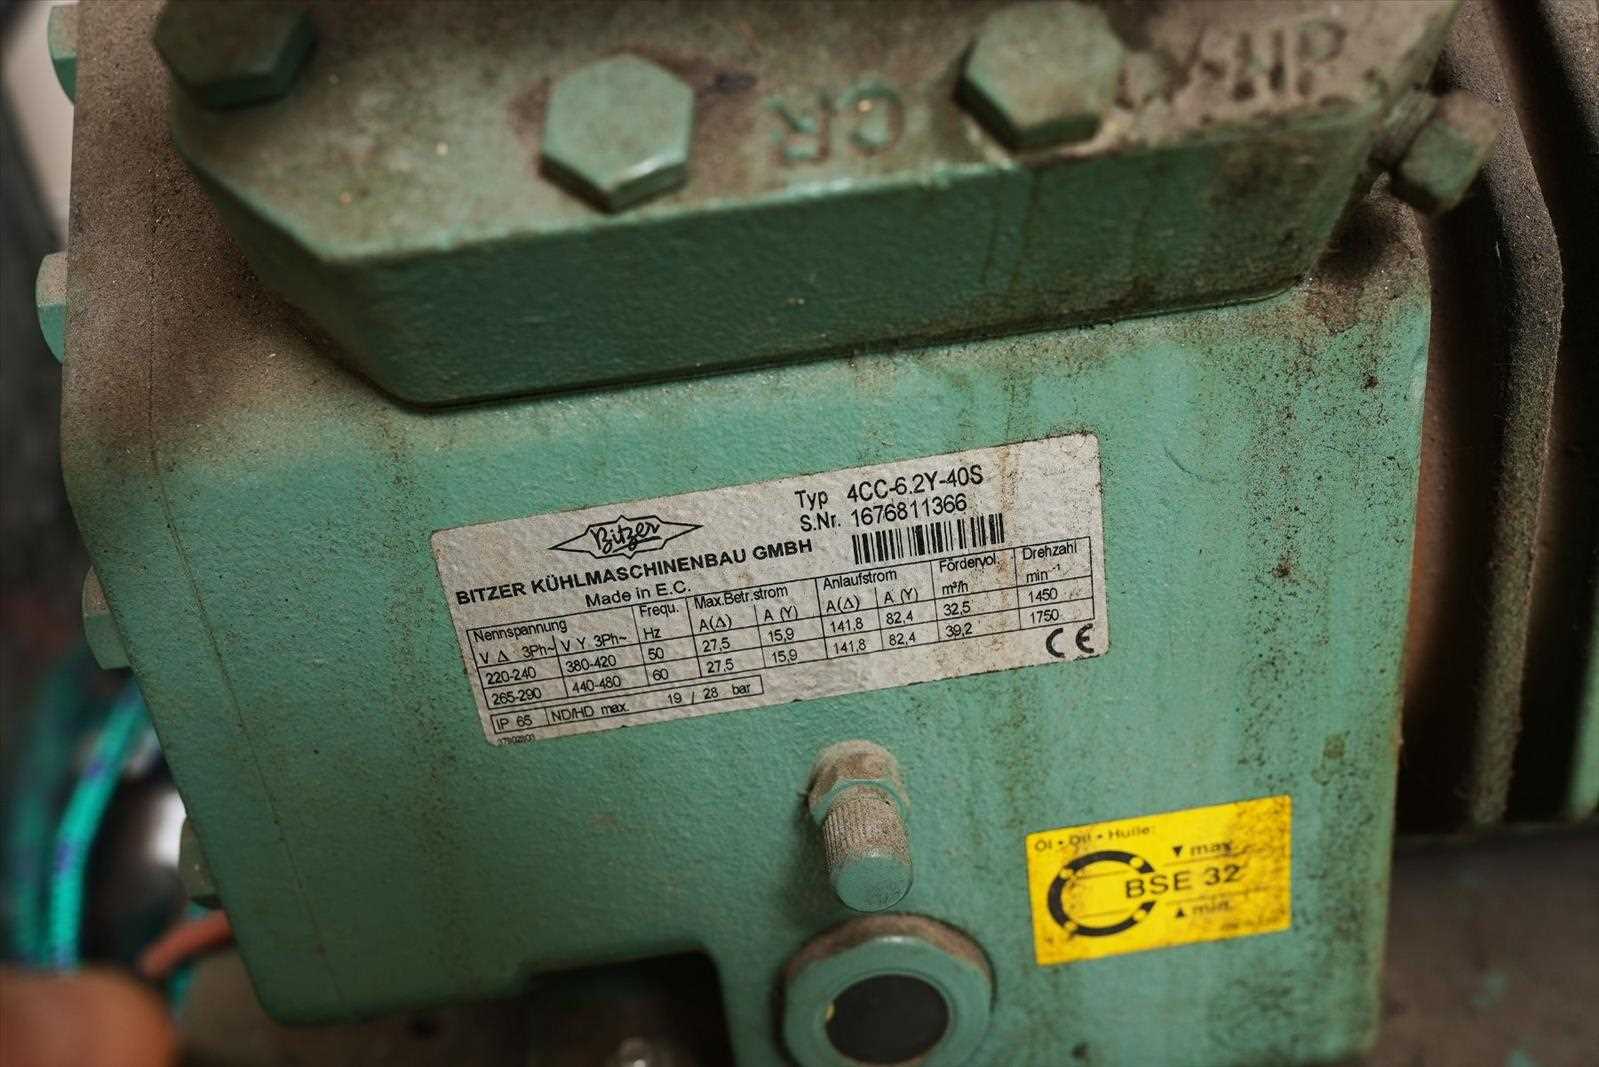 CR
Bitzer
BITZER KÜHLMASCHINENBAU GMBH
Made in E.C.
Typ 4CC-6.2Y-40S
S.Nr. 1676811366
Nennspannung Frequ. Max.Betr.strom Anlaufstrom Fördervol. Drehzahl
V Δ 3Ph~ V Y 3Ph~ Hz A(Δ) A (Y) A(Δ) A (Y) m³/h min⁻¹
220-240 380-420 50 27,5 15,9 141,8 82,4 32,5 1450
265-290 440-480 60 27,5 15,9 141,8 82,4 39,2 1750
IP 65 ND/HD max. 19 / 28 bar
CE
Öl • Oil • Huile:
▼ max.
BSE 32
▲ min.